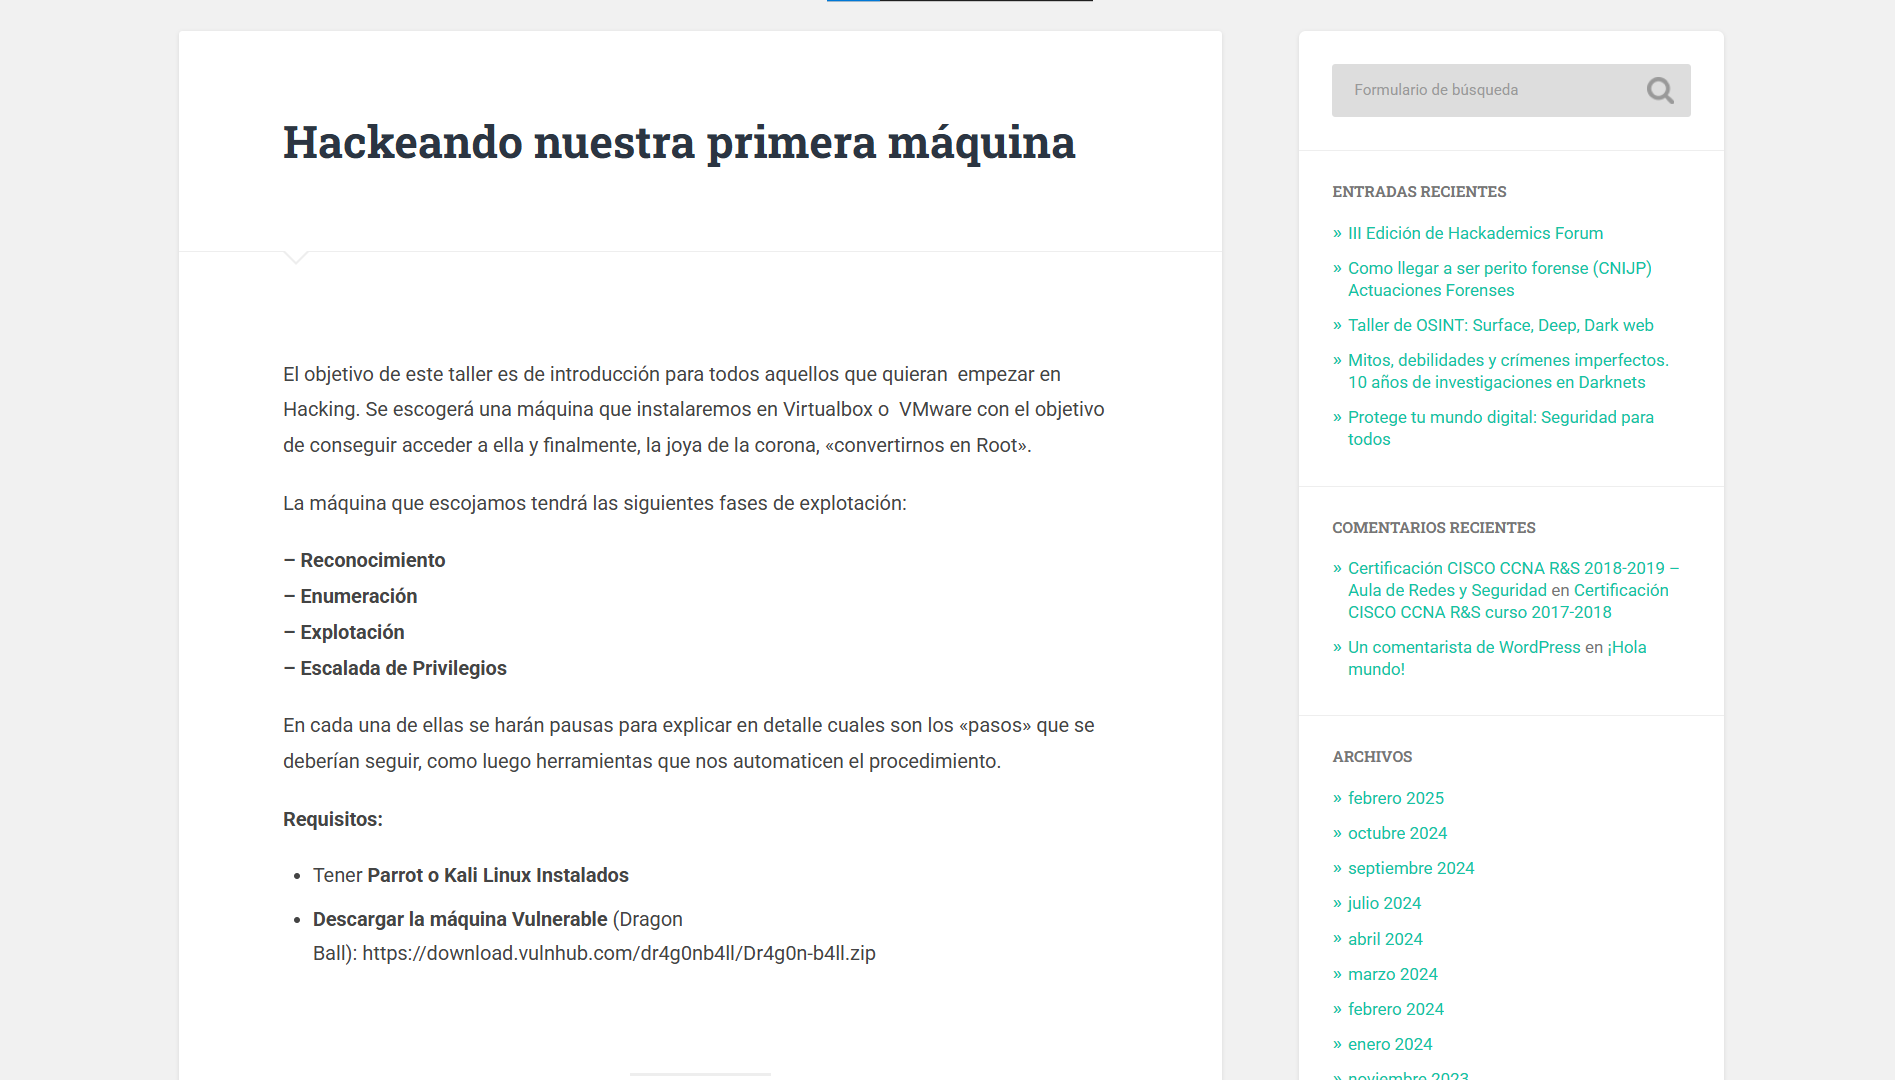 Hackeando nuestra primera máquina
El objetivo de este taller es de introducción para todos aquellos que quieran  empezar en
Hacking. Se escogerá una máquina que instalaremos en Virtualbox o  VMware con el objetivo
de conseguir acceder a ella y finalmente, la joya de la corona, «convertirnos en Root».
La máquina que escojamos tendrá las siguientes fases de explotación:
– Reconocimiento
– Enumeración
– Explotación
– Escalada de Privilegios
En cada una de ellas se harán pausas para explicar en detalle cuales son los «pasos» que se
deberían seguir, como luego herramientas que nos automaticen el procedimiento.
Requisitos:
• Tener Parrot o Kali Linux Instalados
• Descargar la máquina Vulnerable (Dragon
Ball): https://download.vulnhub.com/dr4g0nb4ll/Dr4g0n-b4ll.zip
Formulario de búsqueda
ENTRADAS RECIENTES
» III Edición de Hackademics Forum
» Como llegar a ser perito forense (CNIJP)
Actuaciones Forenses
» Taller de OSINT: Surface, Deep, Dark web
» Mitos, debilidades y crímenes imperfectos.
10 años de investigaciones en Darknets
» Protege tu mundo digital: Seguridad para
todos
COMENTARIOS RECIENTES
» Certificación CISCO CCNA R&S 2018-2019 –
Aula de Redes y Seguridad en Certificación
CISCO CCNA R&S curso 2017-2018
» Un comentarista de WordPress en ¡Hola
mundo!
ARCHIVOS
» febrero 2025
» octubre 2024
» septiembre 2024
» julio 2024
» abril 2024
» marzo 2024
» febrero 2024
» enero 2024
» noviembre 2023